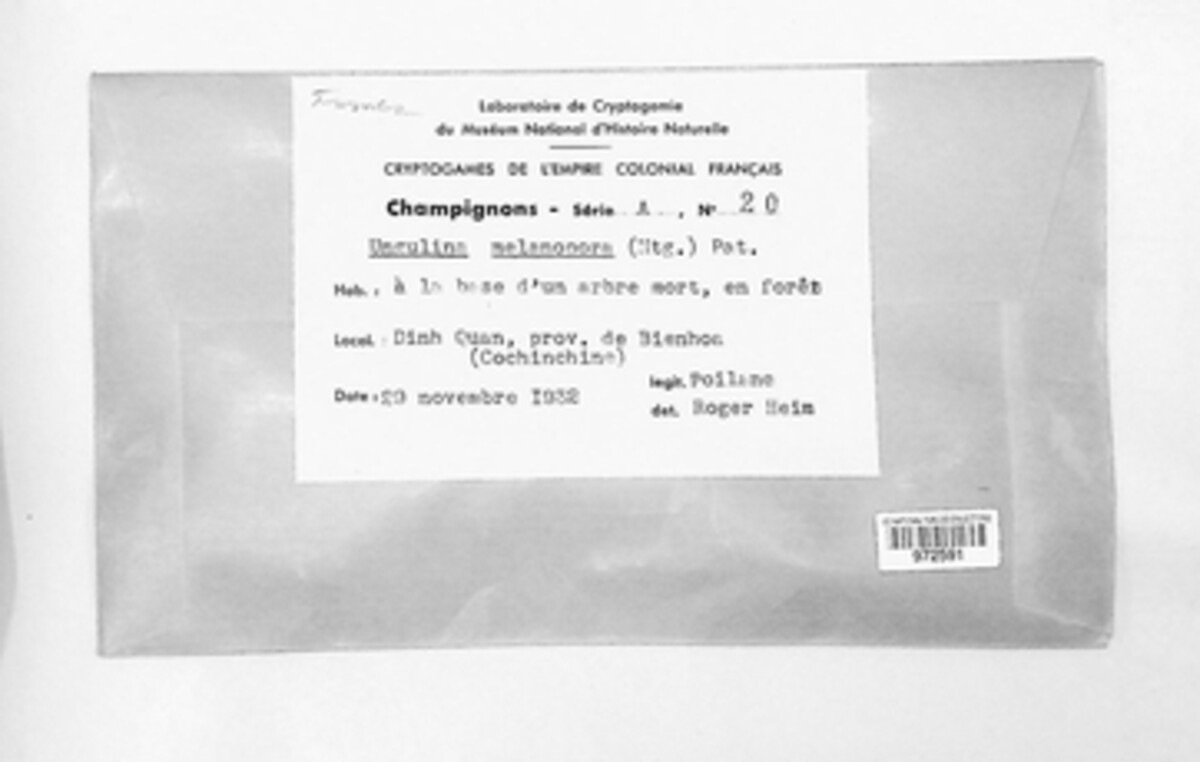 Laboratoire de Cryptogamie
du Muséum National d'Histoire Naturelle
CRYPTOGAMES DE L'EMPIRE COLONIAL FRANÇAIS
Champignons - Série A, N° 20
Ungulina melanopora (Mtg.) Pat.
Hab. : à la base d'un arbre mort, en forêt
Local. : Dinh Quan, prov. de Bienhoa
(Cochinchine)
legit. Poilane
Date : 29 novembre 1932
det. Roger Heim
972591